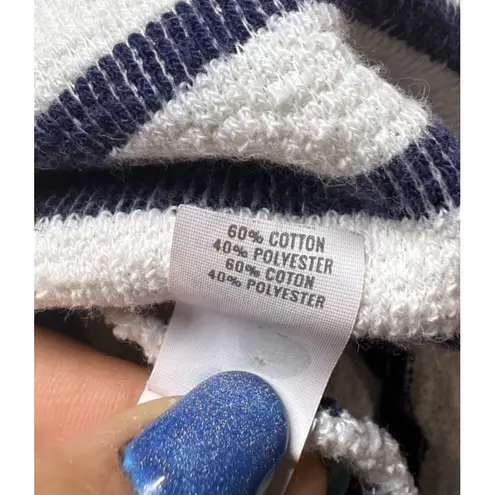 60% COTTON
40% POLYESTER
60% COTON
40% POLYESTER